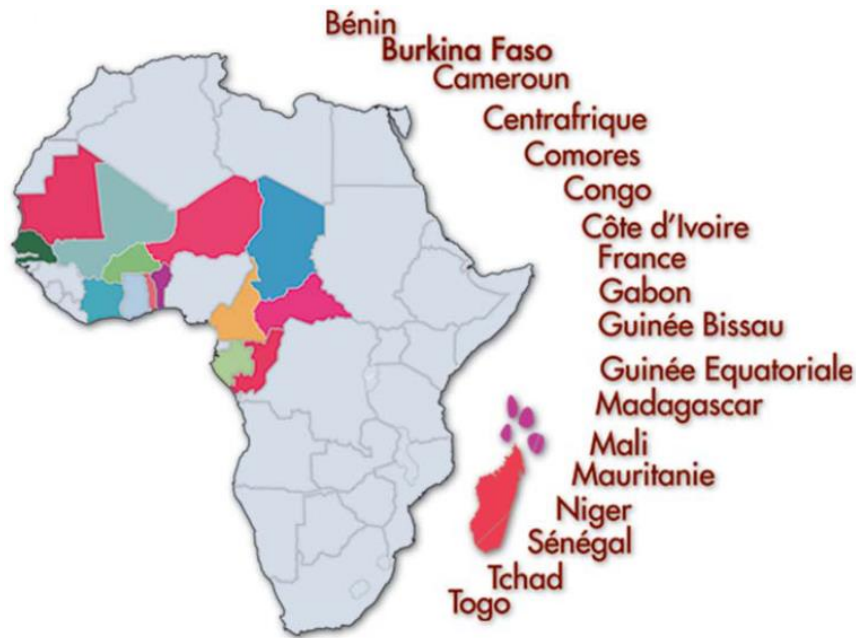 Bénin
Burkina Faso
Cameroun
Centrafrique
Comores
Congo
Côte d'Ivoire
France
Gabon
Guinée Bissau
Guinée Equatoriale
Madagascar
Mali
Mauritanie
Niger
Sénégal
Tchad
Togo